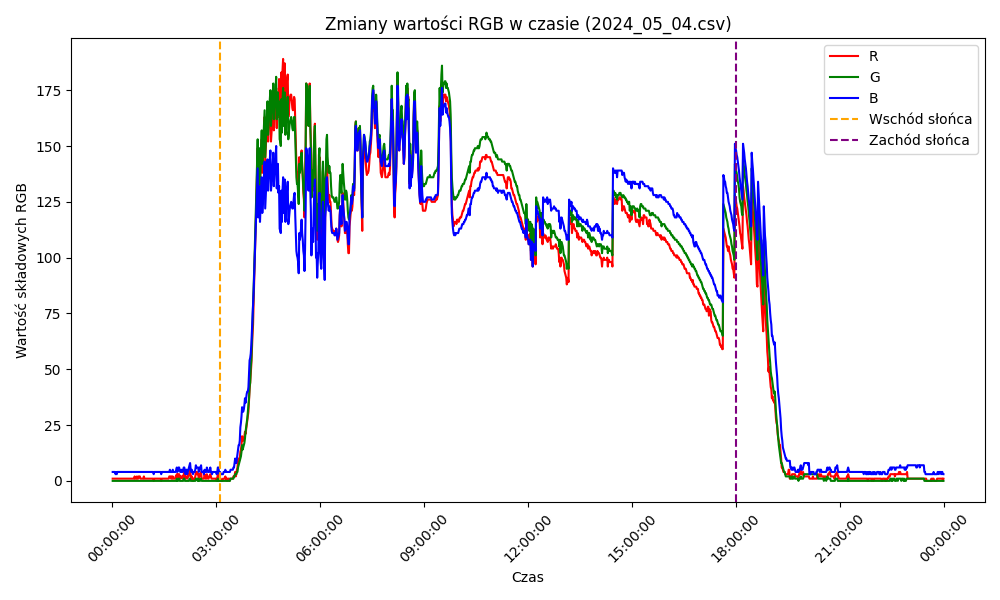 Zmiany wartości RGB w czasie (2024_05_04.csv)
R
G
B
Wschód słońca
Zachód słońca
Wartość składowych RGB
175
150
125
100
75
50
25
0
00:00:00
03:00:00
06:00:00
09:00:00
12:00:00
15:00:00
18:00:00
21:00:00
00:00:00
Czas